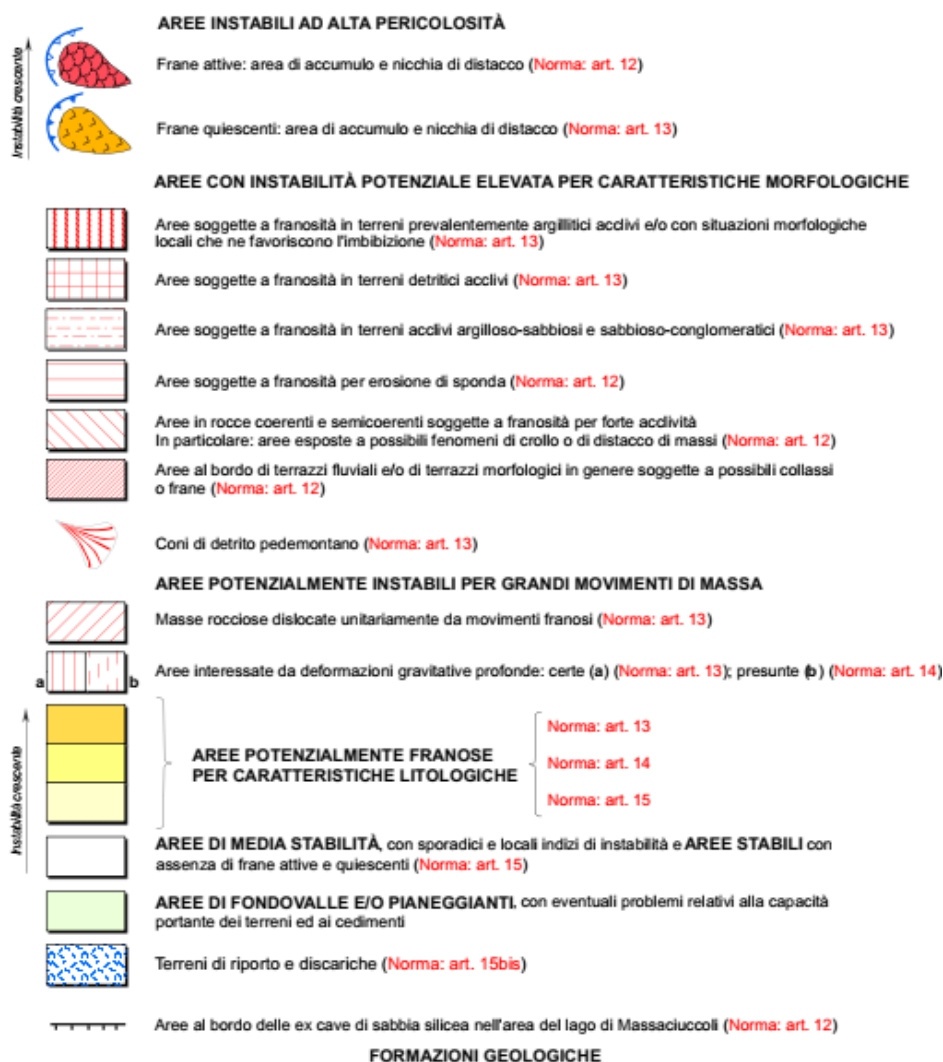 AREE INSTABILI AD ALTA PERICOLOSITÀ
Instabilità crescente
Frane attive: area di accumulo e nicchia di distacco (Norma: art. 12)
Frane quiescenti: area di accumulo e nicchia di distacco (Norma: art. 13)
AREE CON INSTABILITÀ POTENZIALE ELEVATA PER CARATTERISTICHE MORFOLOGICHE
Aree soggette a franosità in terreni prevalentemente argillitici acclivi e/o con situazioni morfologiche
locali che ne favoriscono l'imbibizione (Norma: art. 13)
Aree soggette a franosità in terreni detritici acclivi (Norma: art. 13)
Aree soggette a franosità in terreni acclivi argilloso-sabbiosi e sabbioso-conglomeratici (Norma: art. 13)
Aree soggette a franosità per erosione di sponda (Norma: art. 12)
Aree in rocce coerenti e semicoerenti soggette a franosità per forte acclività
In particolare: aree esposte a possibili fenomeni di crollo o di distacco di massi (Norma: art. 12)
Aree al bordo di terrazzi fluviali e/o di terrazzi morfologici in genere soggette a possibili collassi
o frane (Norma: art. 12)
Coni di detrito pedemontano (Norma: art. 13)
AREE POTENZIALMENTE INSTABILI PER GRANDI MOVIMENTI DI MASSA
Masse rocciose dislocate unitariamente da movimenti franosi (Norma: art. 13)
a b Aree interessate da deformazioni gravitative profonde: certe (a) (Norma: art. 13); presunte (b) (Norma: art. 14)
Instabilità crescente
AREE POTENZIALMENTE FRANOSE
PER CARATTERISTICHE LITOLOGICHE
Norma: art. 13
Norma: art. 14
Norma: art. 15
AREE DI MEDIA STABILITÀ, con sporadici e locali indizi di instabilità e AREE STABILI con
assenza di frane attive e quiescenti (Norma: art. 15)
AREE DI FONDOVALLE E/O PIANEGGIANTI, con eventuali problemi relativi alla capacità
portante dei terreni ed ai cedimenti
Terreni di riporto e discariche (Norma: art. 15bis)
Aree al bordo delle ex cave di sabbia silicea nell'area del lago di Massaciuccoli (Norma: art. 12)
FORMAZIONI GEOLOGICHE